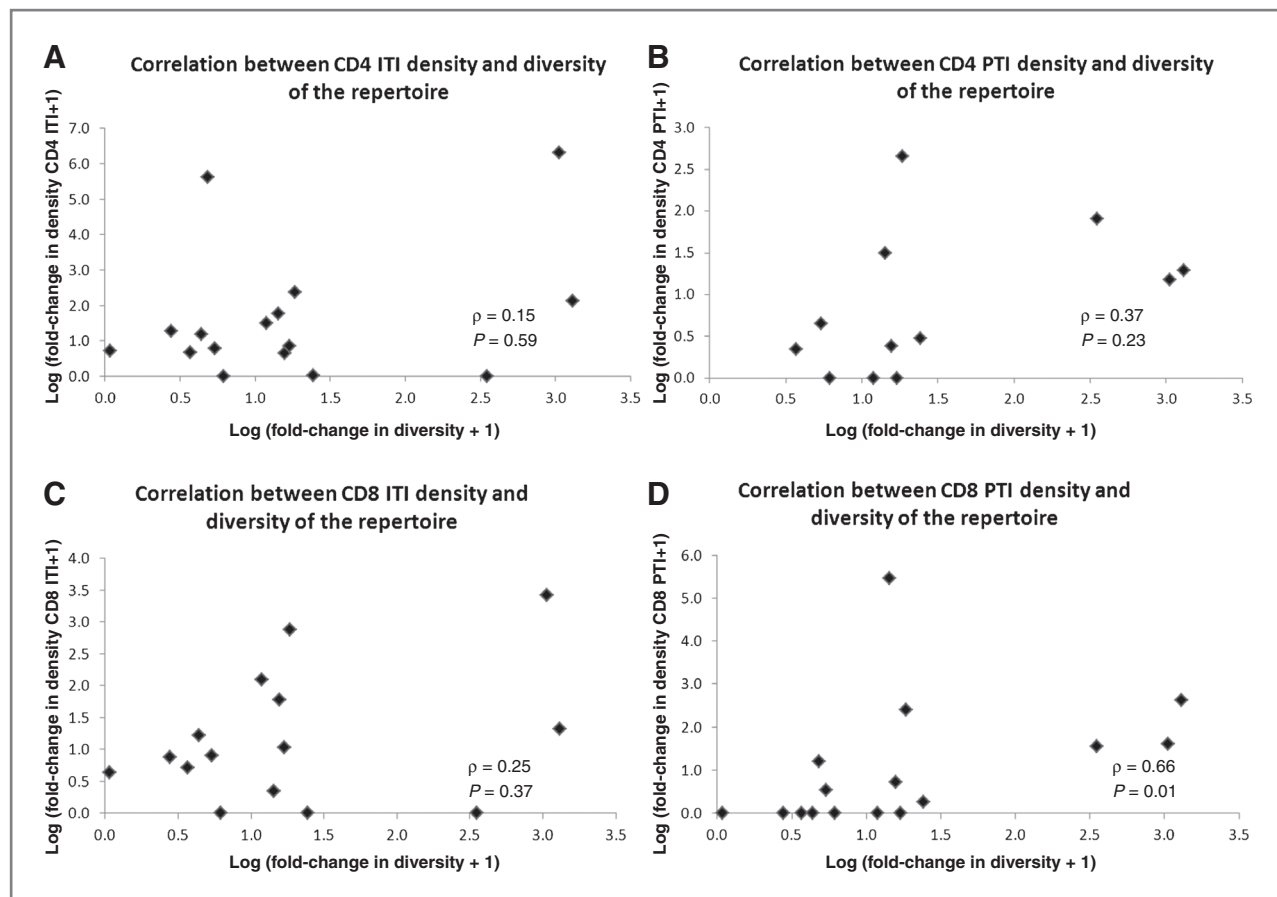 A
Correlation between CD4 ITI density and diversity
of the repertoire
Log (fold-change in density CD4 ITI+1)
7.0
6.0
5.0
4.0
3.0
2.0
1.0
0.0
0.0 0.5 1.0 1.5 2.0 2.5 3.0 3.5
ρ = 0.15
P = 0.59
Log (fold-change in diversity + 1)
B
Correlation between CD4 PTI density and diversity
of the repertoire
Log (fold-change in density CD4 PTI+1)
3.0
2.5
2.0
1.5
1.0
0.5
0.0
0.0 0.5 1.0 1.5 2.0 2.5 3.0 3.5
ρ = 0.37
P = 0.23
Log (fold-change in diversity + 1)
C
Correlation between CD8 ITI density and
diversity of the repertoire
Log (fold-change in density CD8 ITI+1)
4.0
3.5
3.0
2.5
2.0
1.5
1.0
0.5
0.0
0.0 0.5 1.0 1.5 2.0 2.5 3.0 3.5
ρ = 0.25
P = 0.37
Log (fold-change in diversity + 1)
D
Correlation between CD8 PTI density and
diversity of the repertoire
Log (fold-change in density CD8 PTI+1)
6.0
5.0
4.0
3.0
2.0
1.0
0.0
0.0 0.5 1.0 1.5 2.0 2.5 3.0 3.5
ρ = 0.66
P = 0.01
Log (fold-change in diversity + 1)